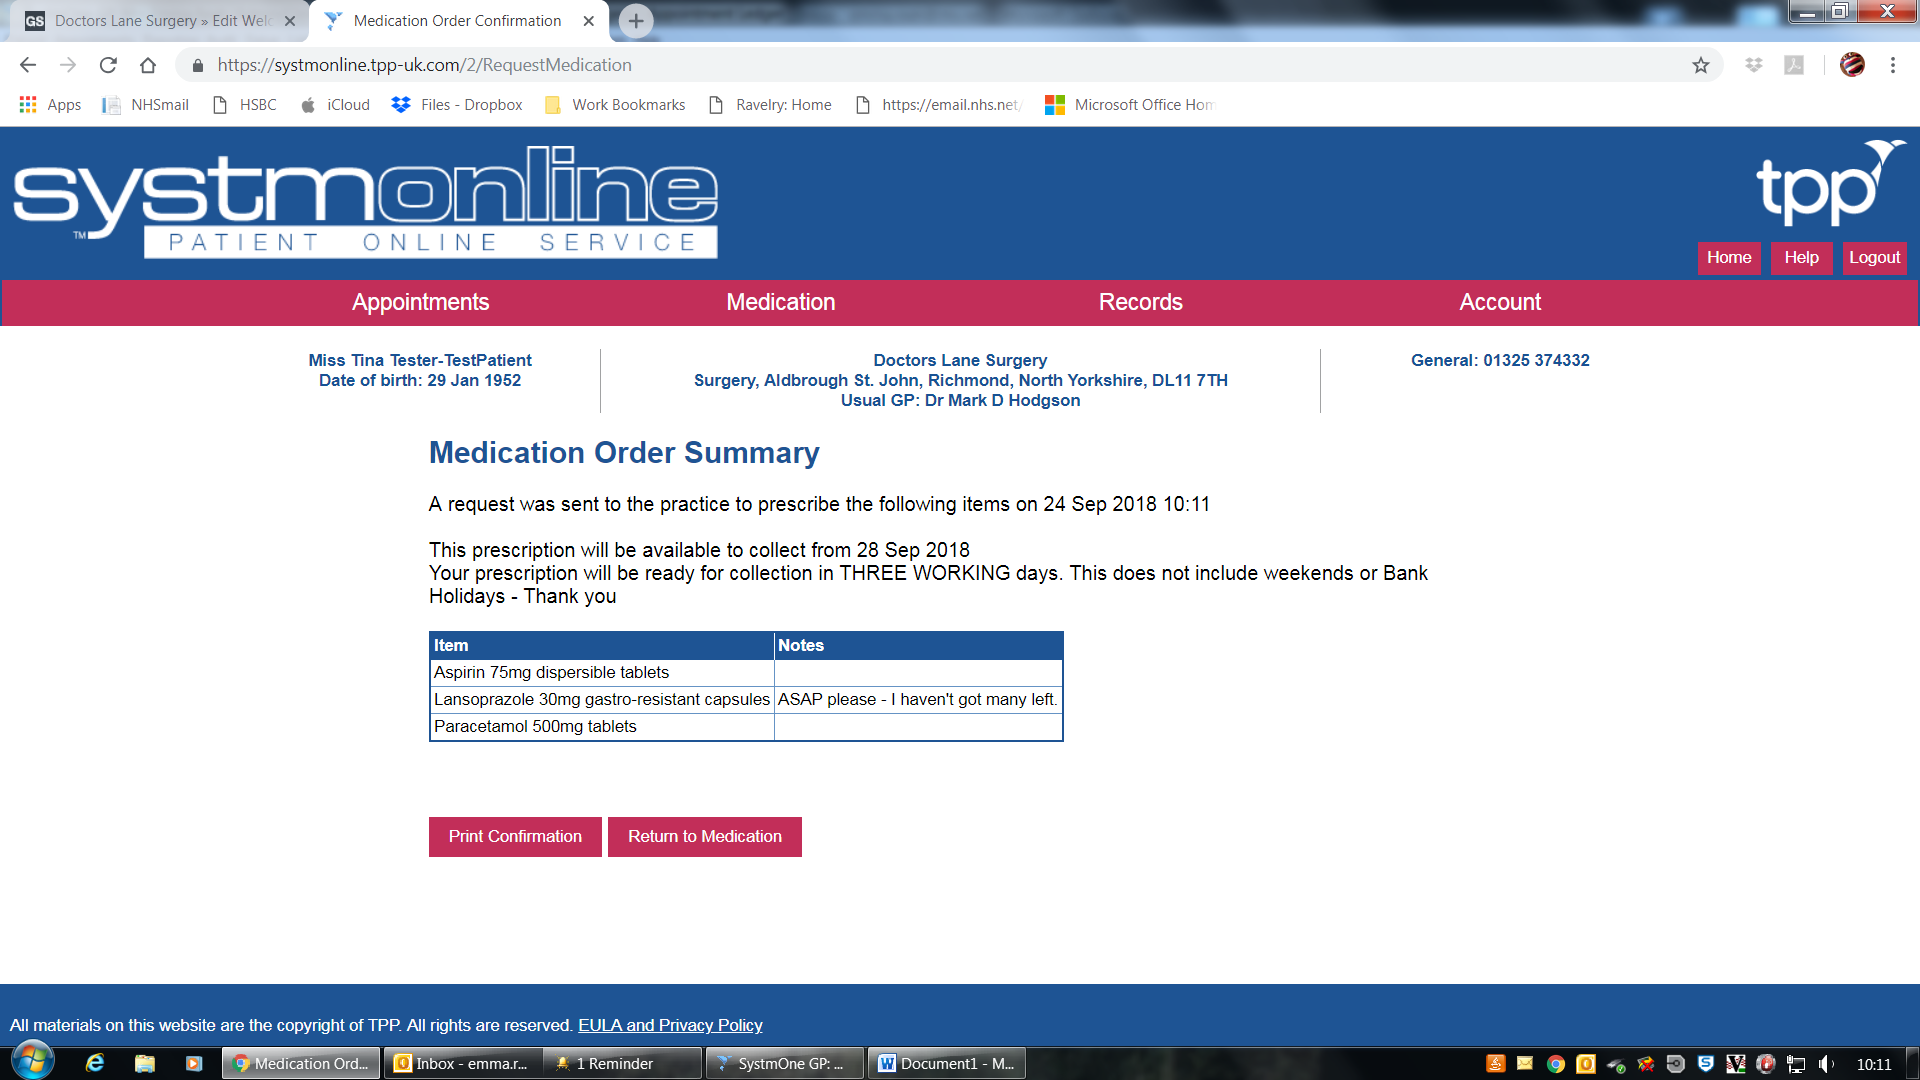 GS Doctors Lane Surgery » Edit Welc
Medication Order Confirmation
https://systmonline.tpp-uk.com/2/RequestMedication
Apps NHSmail HSBC iCloud Files - Dropbox Work Bookmarks Ravelry: Home https://email.nhs.net/ Microsoft Office Hom
systmonline
TM
PATIENT ONLINE SERVICE
tpp
Home Help Logout
Appointments Medication Records Account
Miss Tina Tester-TestPatient
Date of birth: 29 Jan 1952
Doctors Lane Surgery
Surgery, Aldbrough St. John, Richmond, North Yorkshire, DL11 7TH
Usual GP: Dr Mark D Hodgson
General: 01325 374332
Medication Order Summary
A request was sent to the practice to prescribe the following items on 24 Sep 2018 10:11
This prescription will be available to collect from 28 Sep 2018
Your prescription will be ready for collection in THREE WORKING days. This does not include weekends or Bank
Holidays - Thank you
Item Notes
Aspirin 75mg dispersible tablets
Lansoprazole 30mg gastro-resistant capsules ASAP please - I haven't got many left.
Paracetamol 500mg tablets
Print Confirmation Return to Medication
All materials on this website are the copyright of TPP. All rights are reserved. EULA and Privacy Policy
Medication Ord... Inbox - emma.r... 1 Reminder SystmOne GP: ... Document1 - M... 10:11